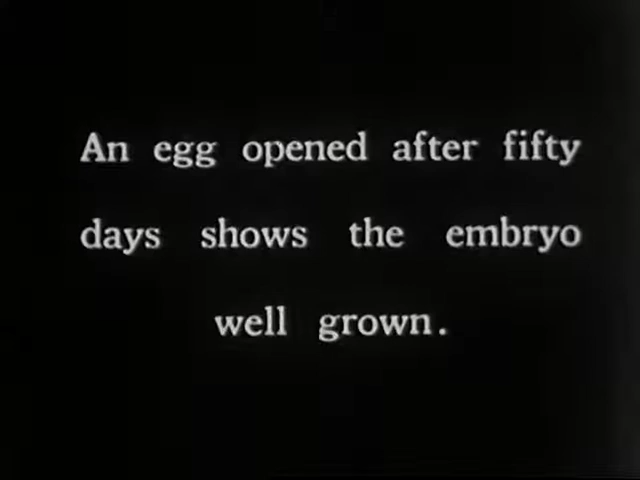 An egg opened after fifty
days shows the embryo
well grown.